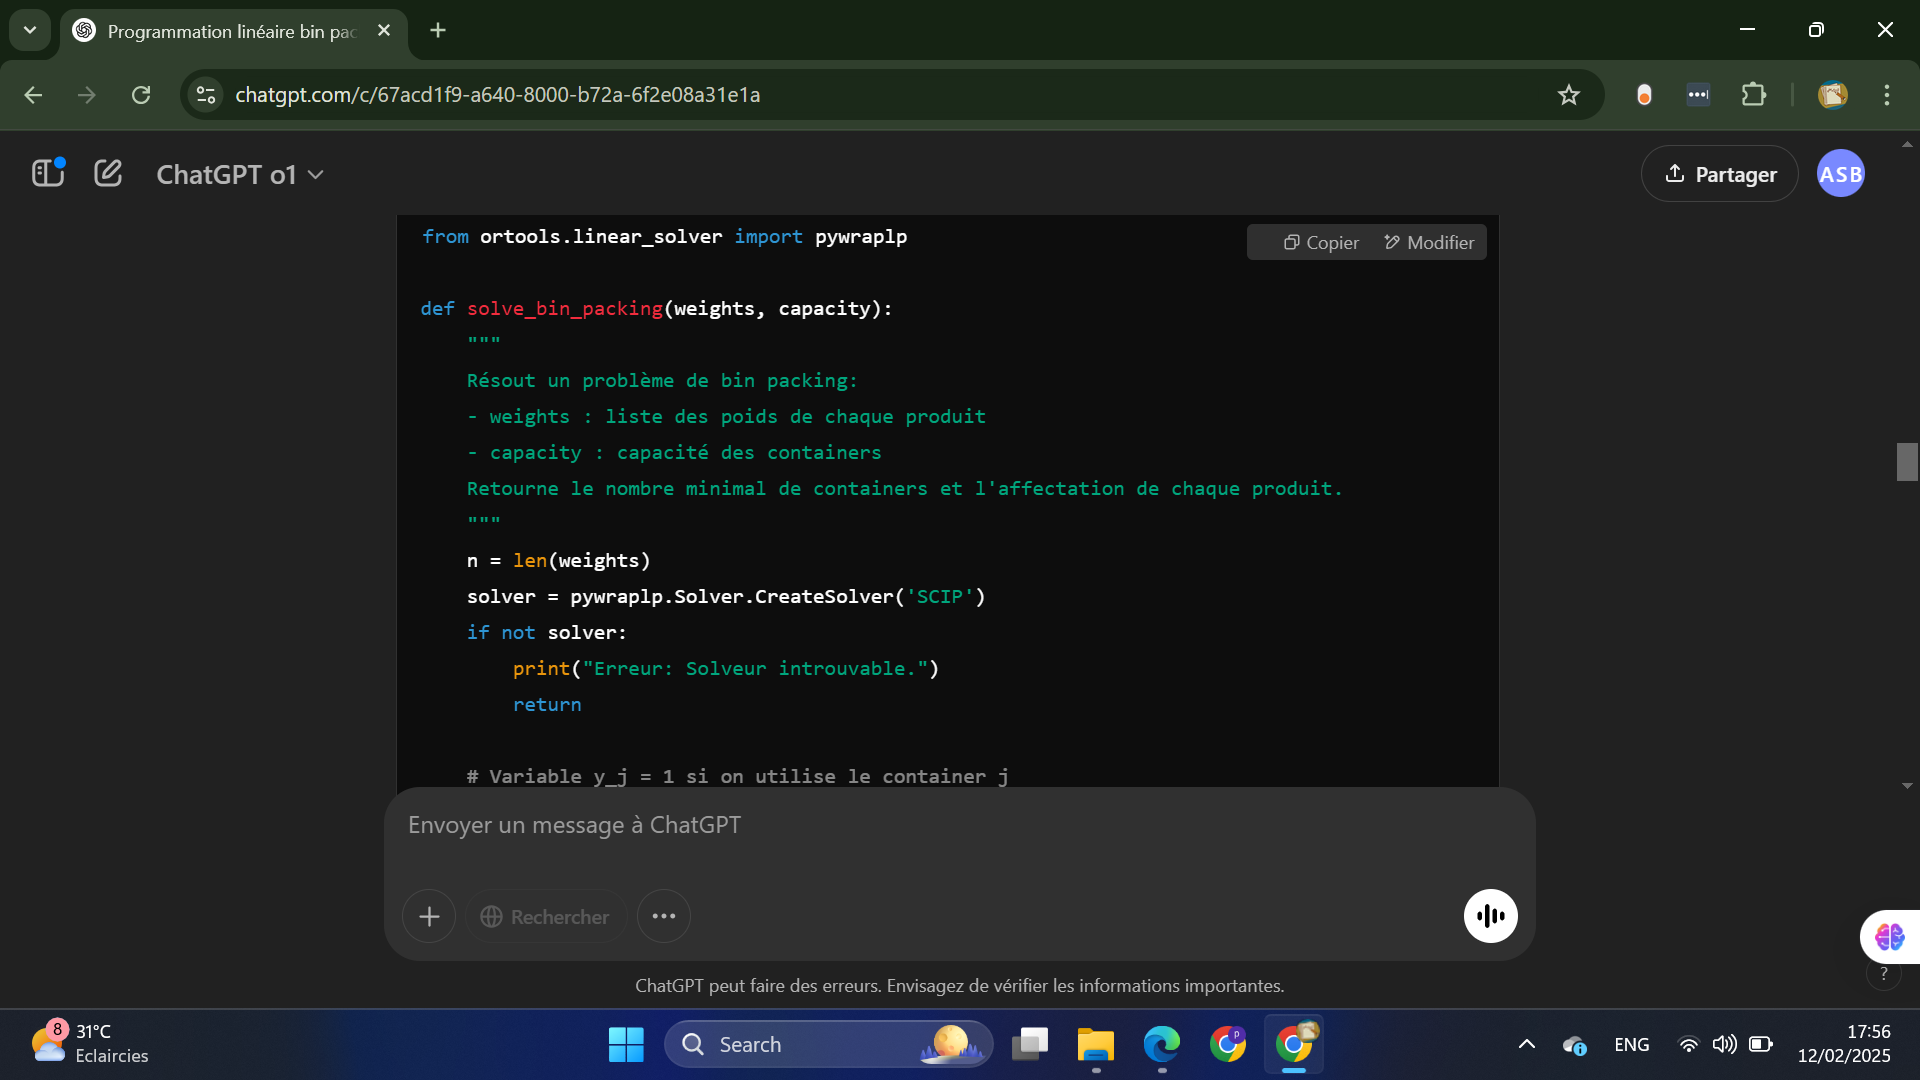 Programmation linéaire bin pac
chatgpt.com/c/67acd1f9-a640-8000-b72a-6f2e08a31e1a
ChatGPT o1
Partager
ASB
from ortools.linear_solver import pywraplp
Copier
Modifier
def solve_bin_packing(weights, capacity):
"""
Résout un problème de bin packing:
- weights : liste des poids de chaque produit
- capacity : capacité des containers
Retourne le nombre minimal de containers et l'affectation de chaque produit.
"""
n = len(weights)
solver = pywraplp.Solver.CreateSolver('SCIP')
if not solver:
print("Erreur: Solveur introuvable.")
return
# Variable y_j = 1 si on utilise le container j
Envoyer un message à ChatGPT
Rechercher
ChatGPT peut faire des erreurs. Envisagez de vérifier les informations importantes.
?
8
31°C
Eclaircies
Search
p
ENG
17:56
12/02/2025